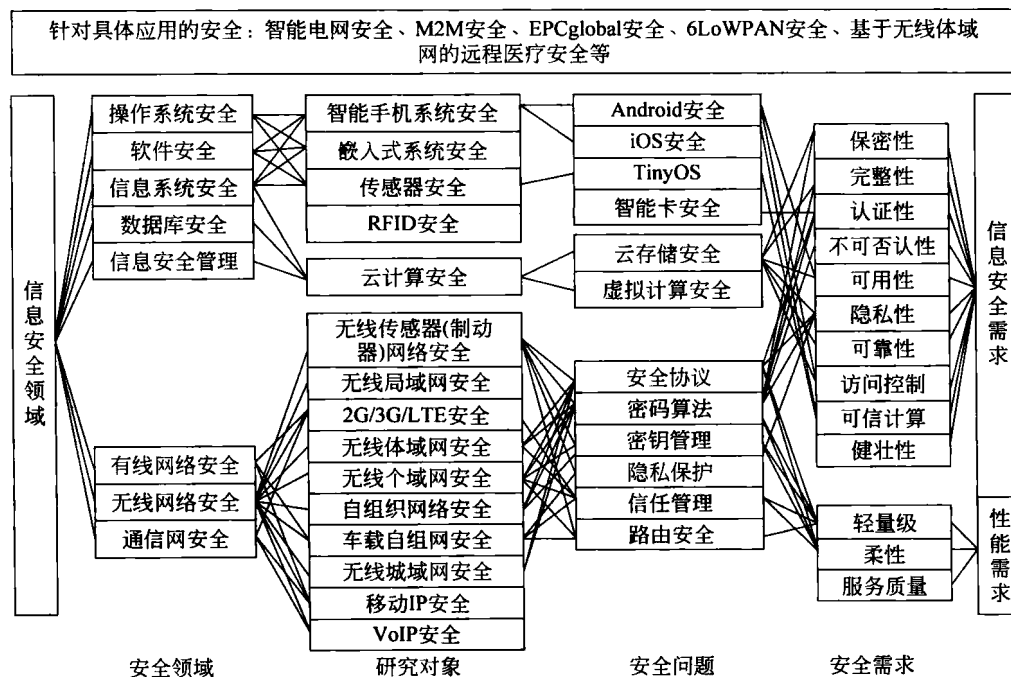 针对具体应用的安全：智能电网安全、M2M安全、EPCglobal安全、6LoWPAN安全、基于无线体域
网的远程医疗安全等
信息安全领域
操作系统安全
软件安全
信息系统安全
数据库安全
信息安全管理
有线网络安全
无线网络安全
通信网安全
安全领域
智能手机系统安全
嵌入式系统安全
传感器安全
RFID安全
云计算安全
无线传感器(制动
器)网络安全
无线局域网安全
2G/3G/LTE安全
无线体域网安全
无线个域网安全
自组织网络安全
车载自组网安全
无线城域网安全
移动IP安全
VoIP安全
研究对象
Android安全
iOS安全
TinyOS
智能卡安全
云存储安全
虚拟计算安全
安全协议
密码算法
密钥管理
隐私保护
信任管理
路由安全
安全问题
保密性
完整性
认证性
不可否认性
可用性
隐私性
可靠性
访问控制
可信计算
健壮性
轻量级
柔性
服务质量
安全需求
信息安全需求
性能需求